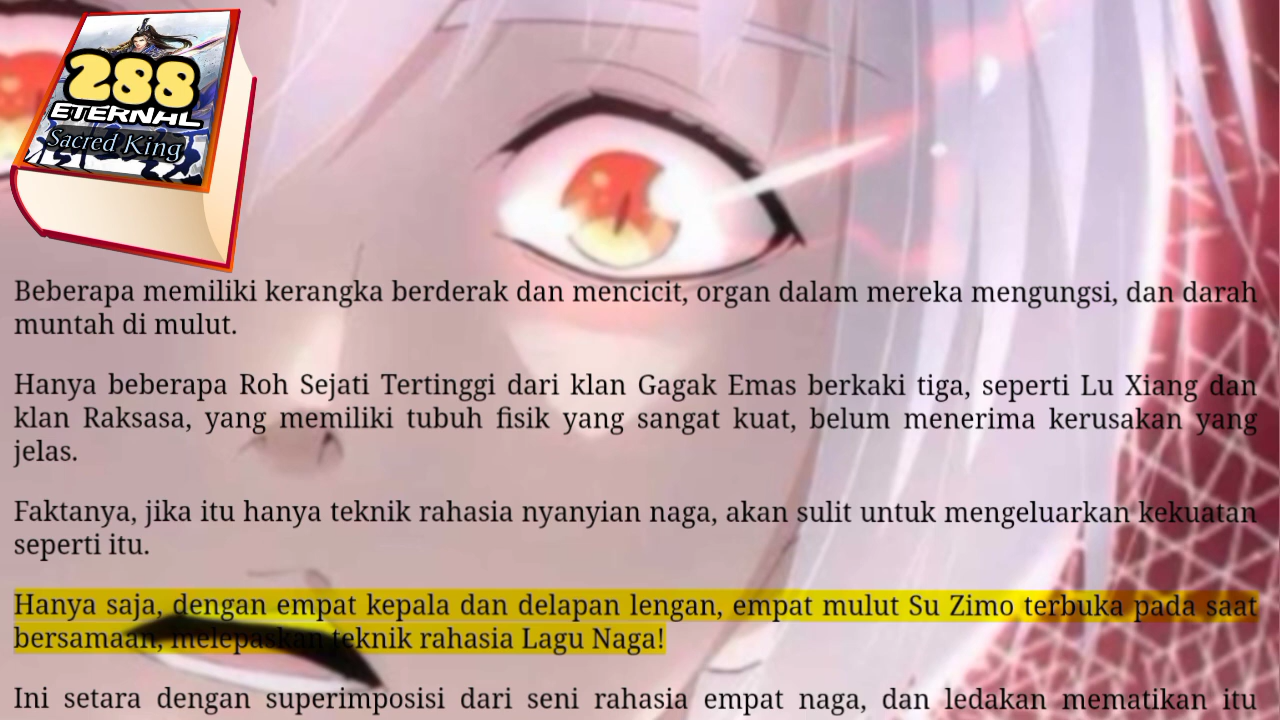 288
ETERNAL
Sacred King
Beberapa memiliki kerangka berderak dan mencicit, organ dalam mereka mengungsi, dan darah
muntah di mulut.
Hanya beberapa Roh Sejati Tertinggi dari klan Gagak Emas berkaki tiga, seperti Lu Xiang dan
klan Raksasa, yang memiliki tubuh fisik yang sangat kuat, belum menerima kerusakan yang
jelas.
Faktanya, jika itu hanya teknik rahasia nyanyian naga, akan sulit untuk mengeluarkan kekuatan
seperti itu.
Hanya saja, dengan empat kepala dan delapan lengan, empat mulut Su Zimo terbuka pada saat
bersamaan, melepaskan teknik rahasia Lagu Naga!
Ini setara dengan superimposisi dari seni rahasia empat naga, dan ledakan mematikan itu